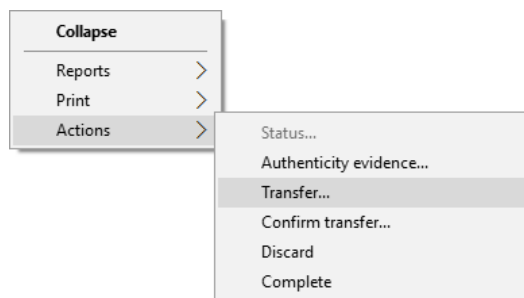 Collapse
Reports
Print
Actions
Status...
Authenticity evidence...
Transfer...
Confirm transfer...
Discard
Complete